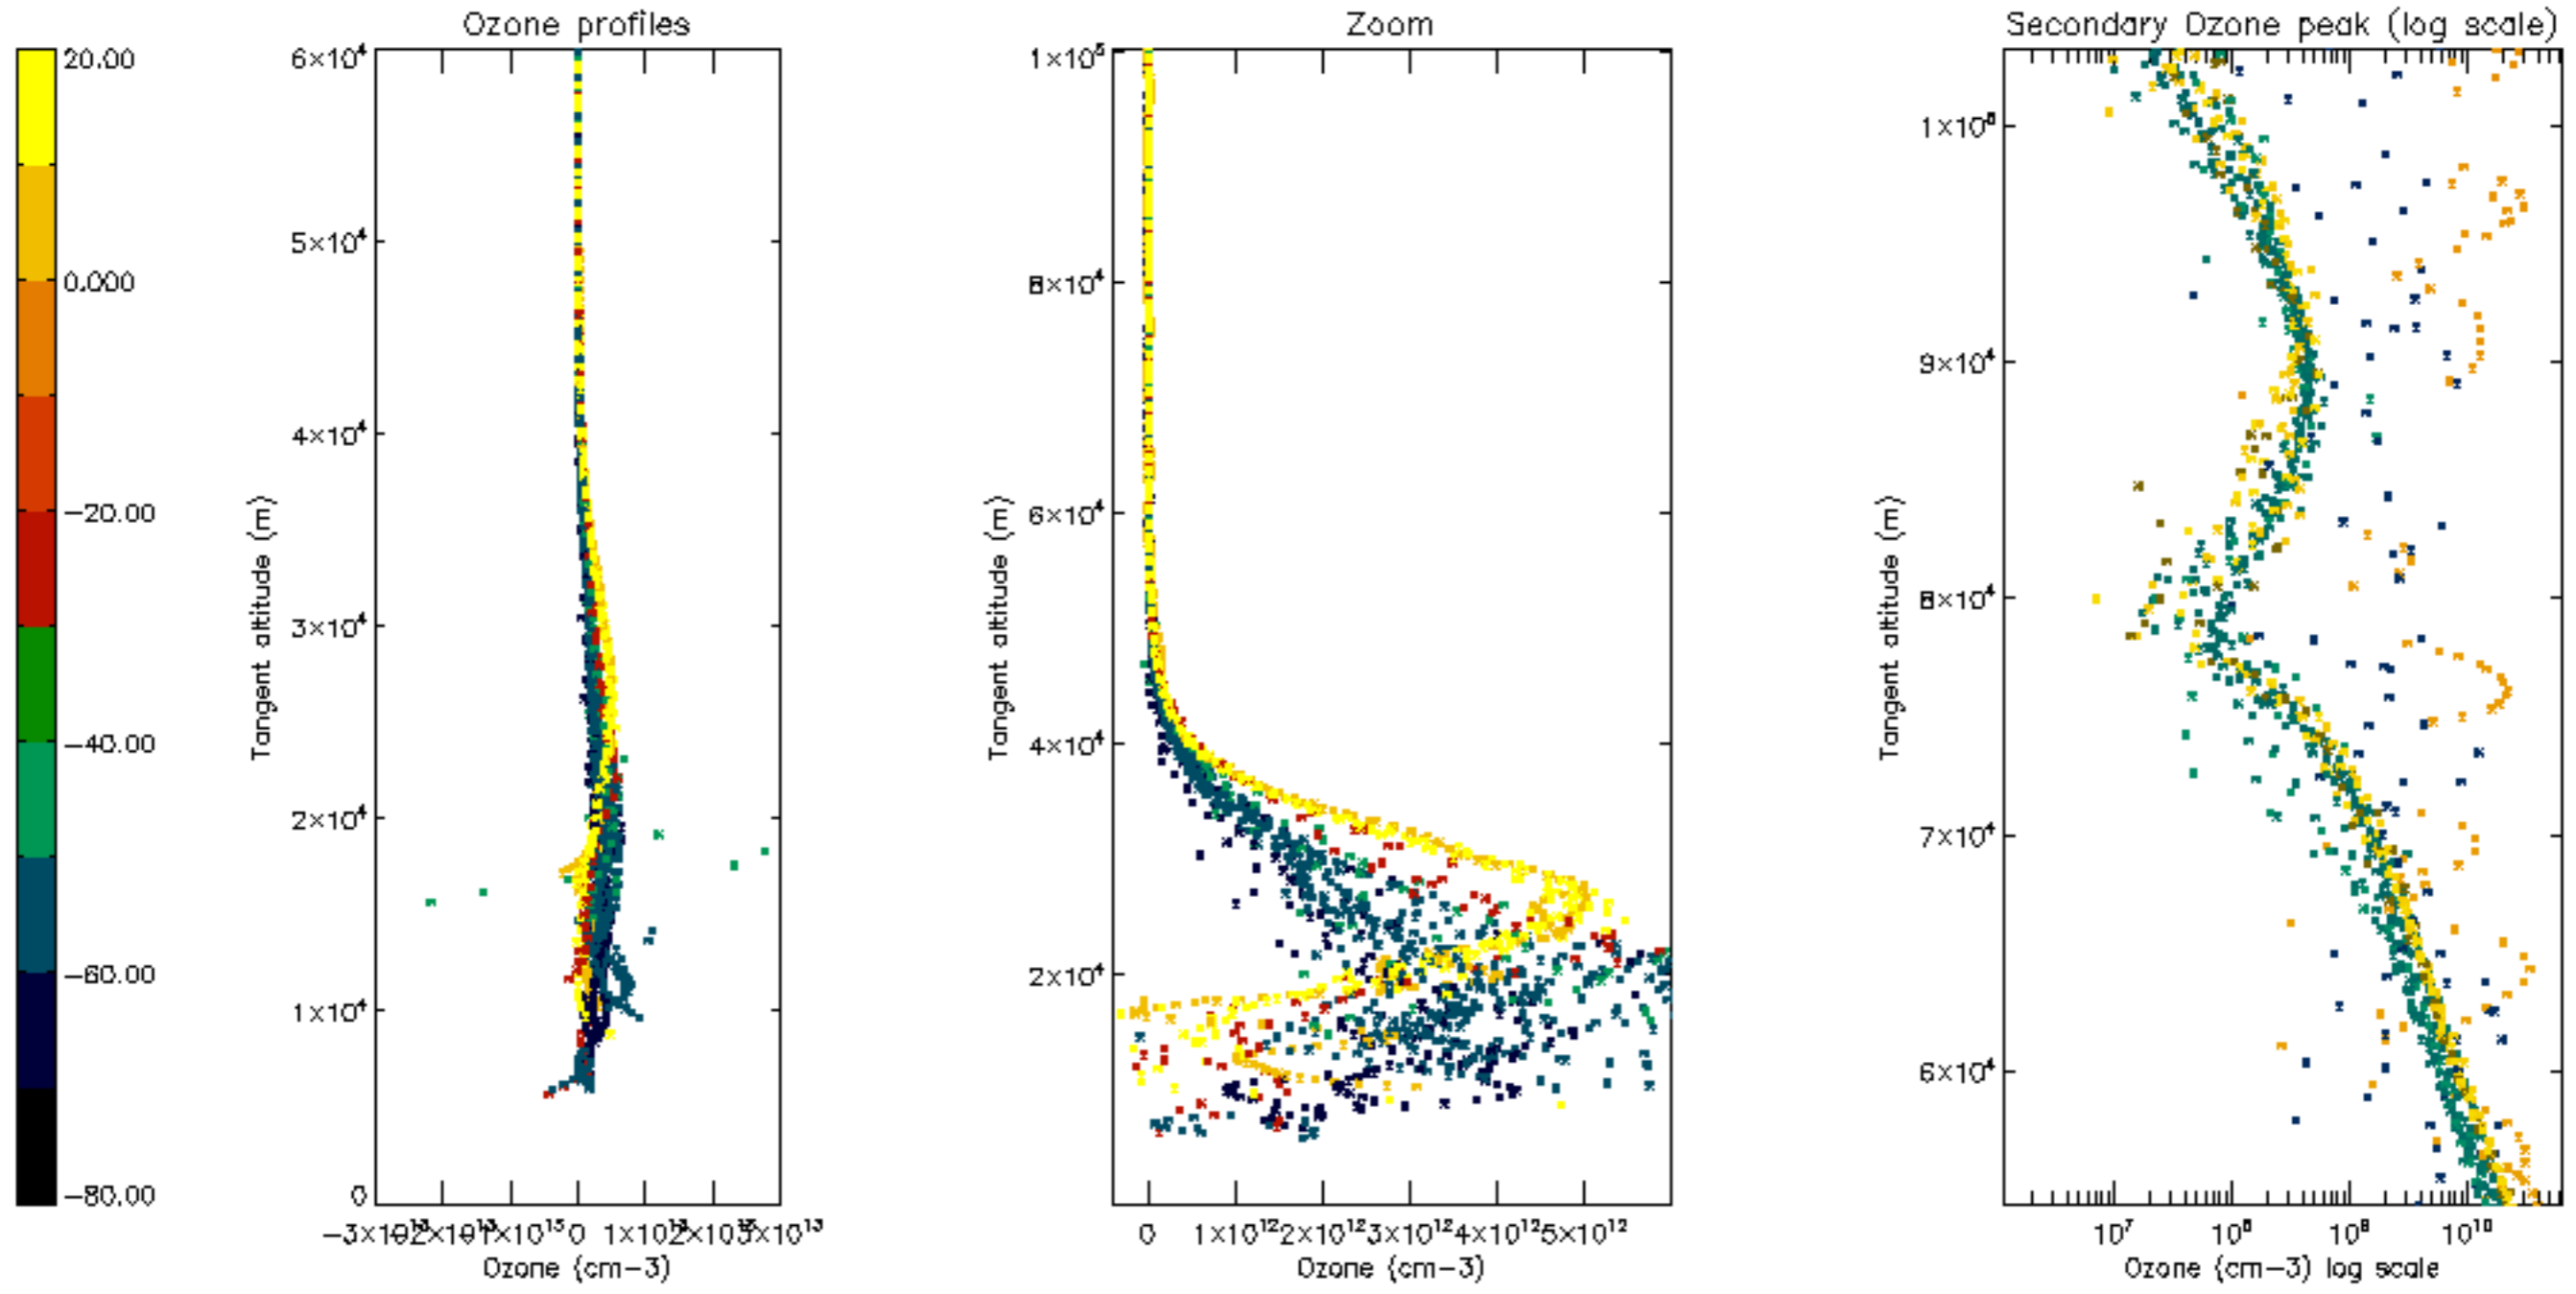 Ozone profiles
Zoom
Secondary Ozone peak (log scale)
20.00
0.000
−20.00
−40.00
−60.00
−80.00
6×10⁴
5×10⁴
4×10⁴
3×10⁴
2×10⁴
1×10⁴
0
Tangent altitude (m)
0
Ozone (cm−3)
1×10⁵
8×10⁴
6×10⁴
4×10⁴
2×10⁴
Tangent altitude (m)
0 1×10¹² 2×10¹² 3×10¹² 4×10¹² 5×10¹²
Ozone (cm−3)
1×10⁵
9×10⁴
8×10⁴
7×10⁴
6×10⁴
Tangent altitude (m)
10⁷ 10⁸ 10⁹ 10¹⁰
Ozone (cm−3) log scale